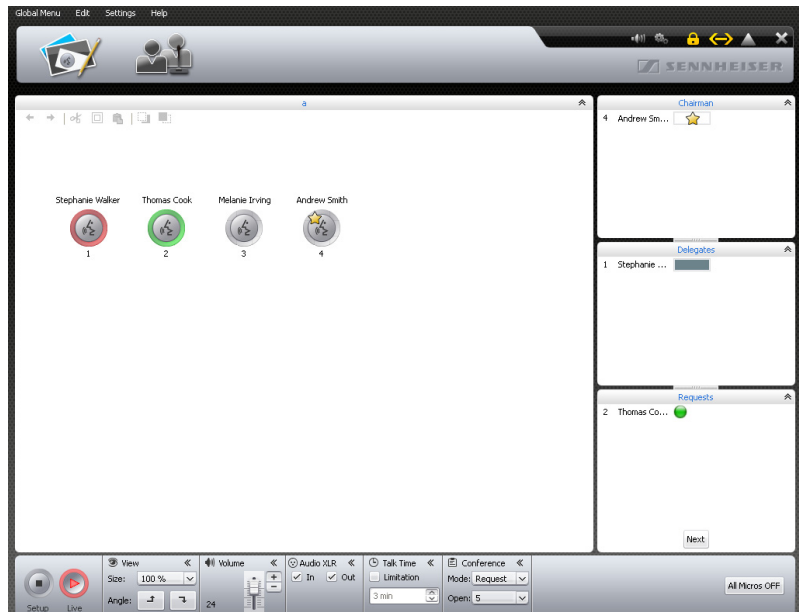 Global Menu Edit Settings Help
SENNHEISER
a
Stephanie Walker Thomas Cook Melanie Irving Andrew Smith
1 2 3 4
Chairman
4 Andrew Sm...
Delegates
1 Stephanie ...
Requests
2 Thomas Co...
Next
View Volume Audio XLR Talk Time Conference
Size: 100 % In Out Limitation Mode: Request
Angle: 24 3 min Open: 5
Setup Live
All Micros OFF